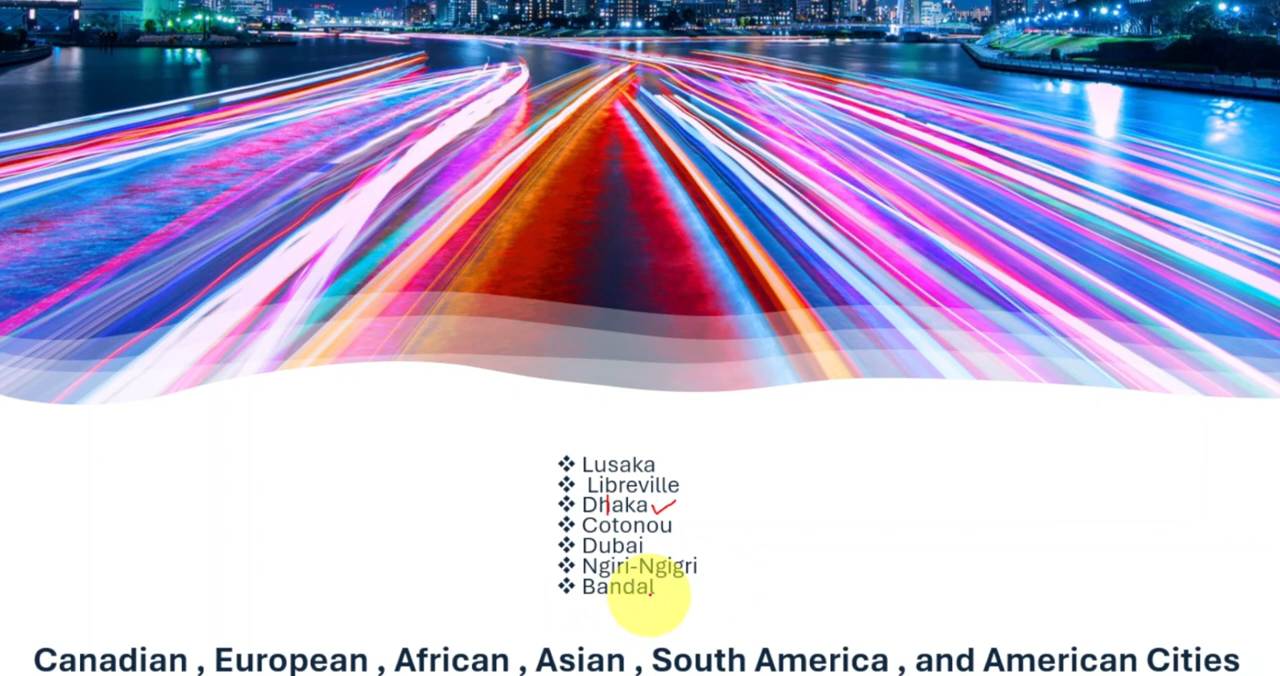 Lusaka
Libreville
Dhaka
Cotonou
Dubai
Ngiri-Ngigri
Bandal
Canadian , European , African , Asian , South America , and American Cities